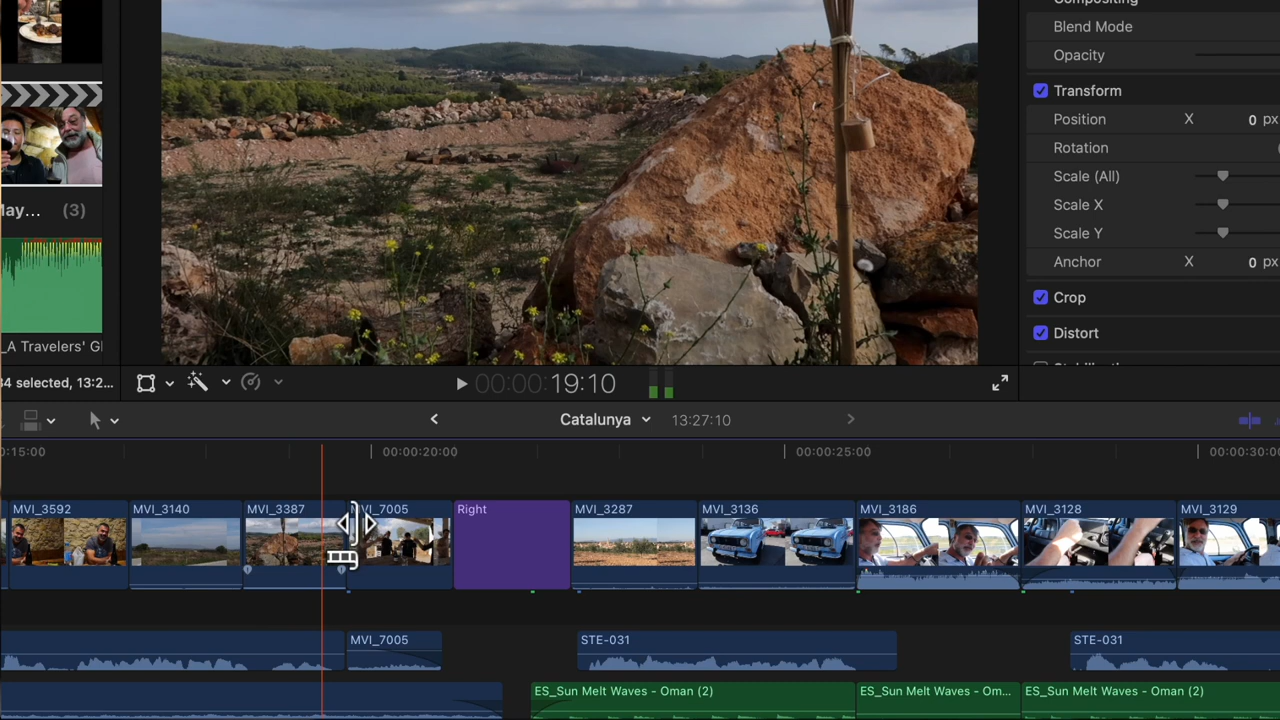 Compositing
Blend Mode
Opacity
Transform
Position X 0 px
Rotation
Scale (All)
Scale X
Scale Y
Anchor X 0 px
Crop
Distort
May... (3)
_A Travelers' Gl
34 selected, 13:2...
00:00:19:10
Catalunya 13:27:10
0:15:00 00:00:20:00 00:00:25:00 00:00:30:00
MVI_3592 MVI_3140 MVI_3387 MVI_7005 Right MVI_3287 MVI_3136 MVI_3186 MVI_3128 MVI_3129
MVI_7005 STE-031 STE-031
ES_Sun Melt Waves - Oman (2) ES_Sun Melt Waves - Om... ES_Sun Melt Waves - Oman (2)